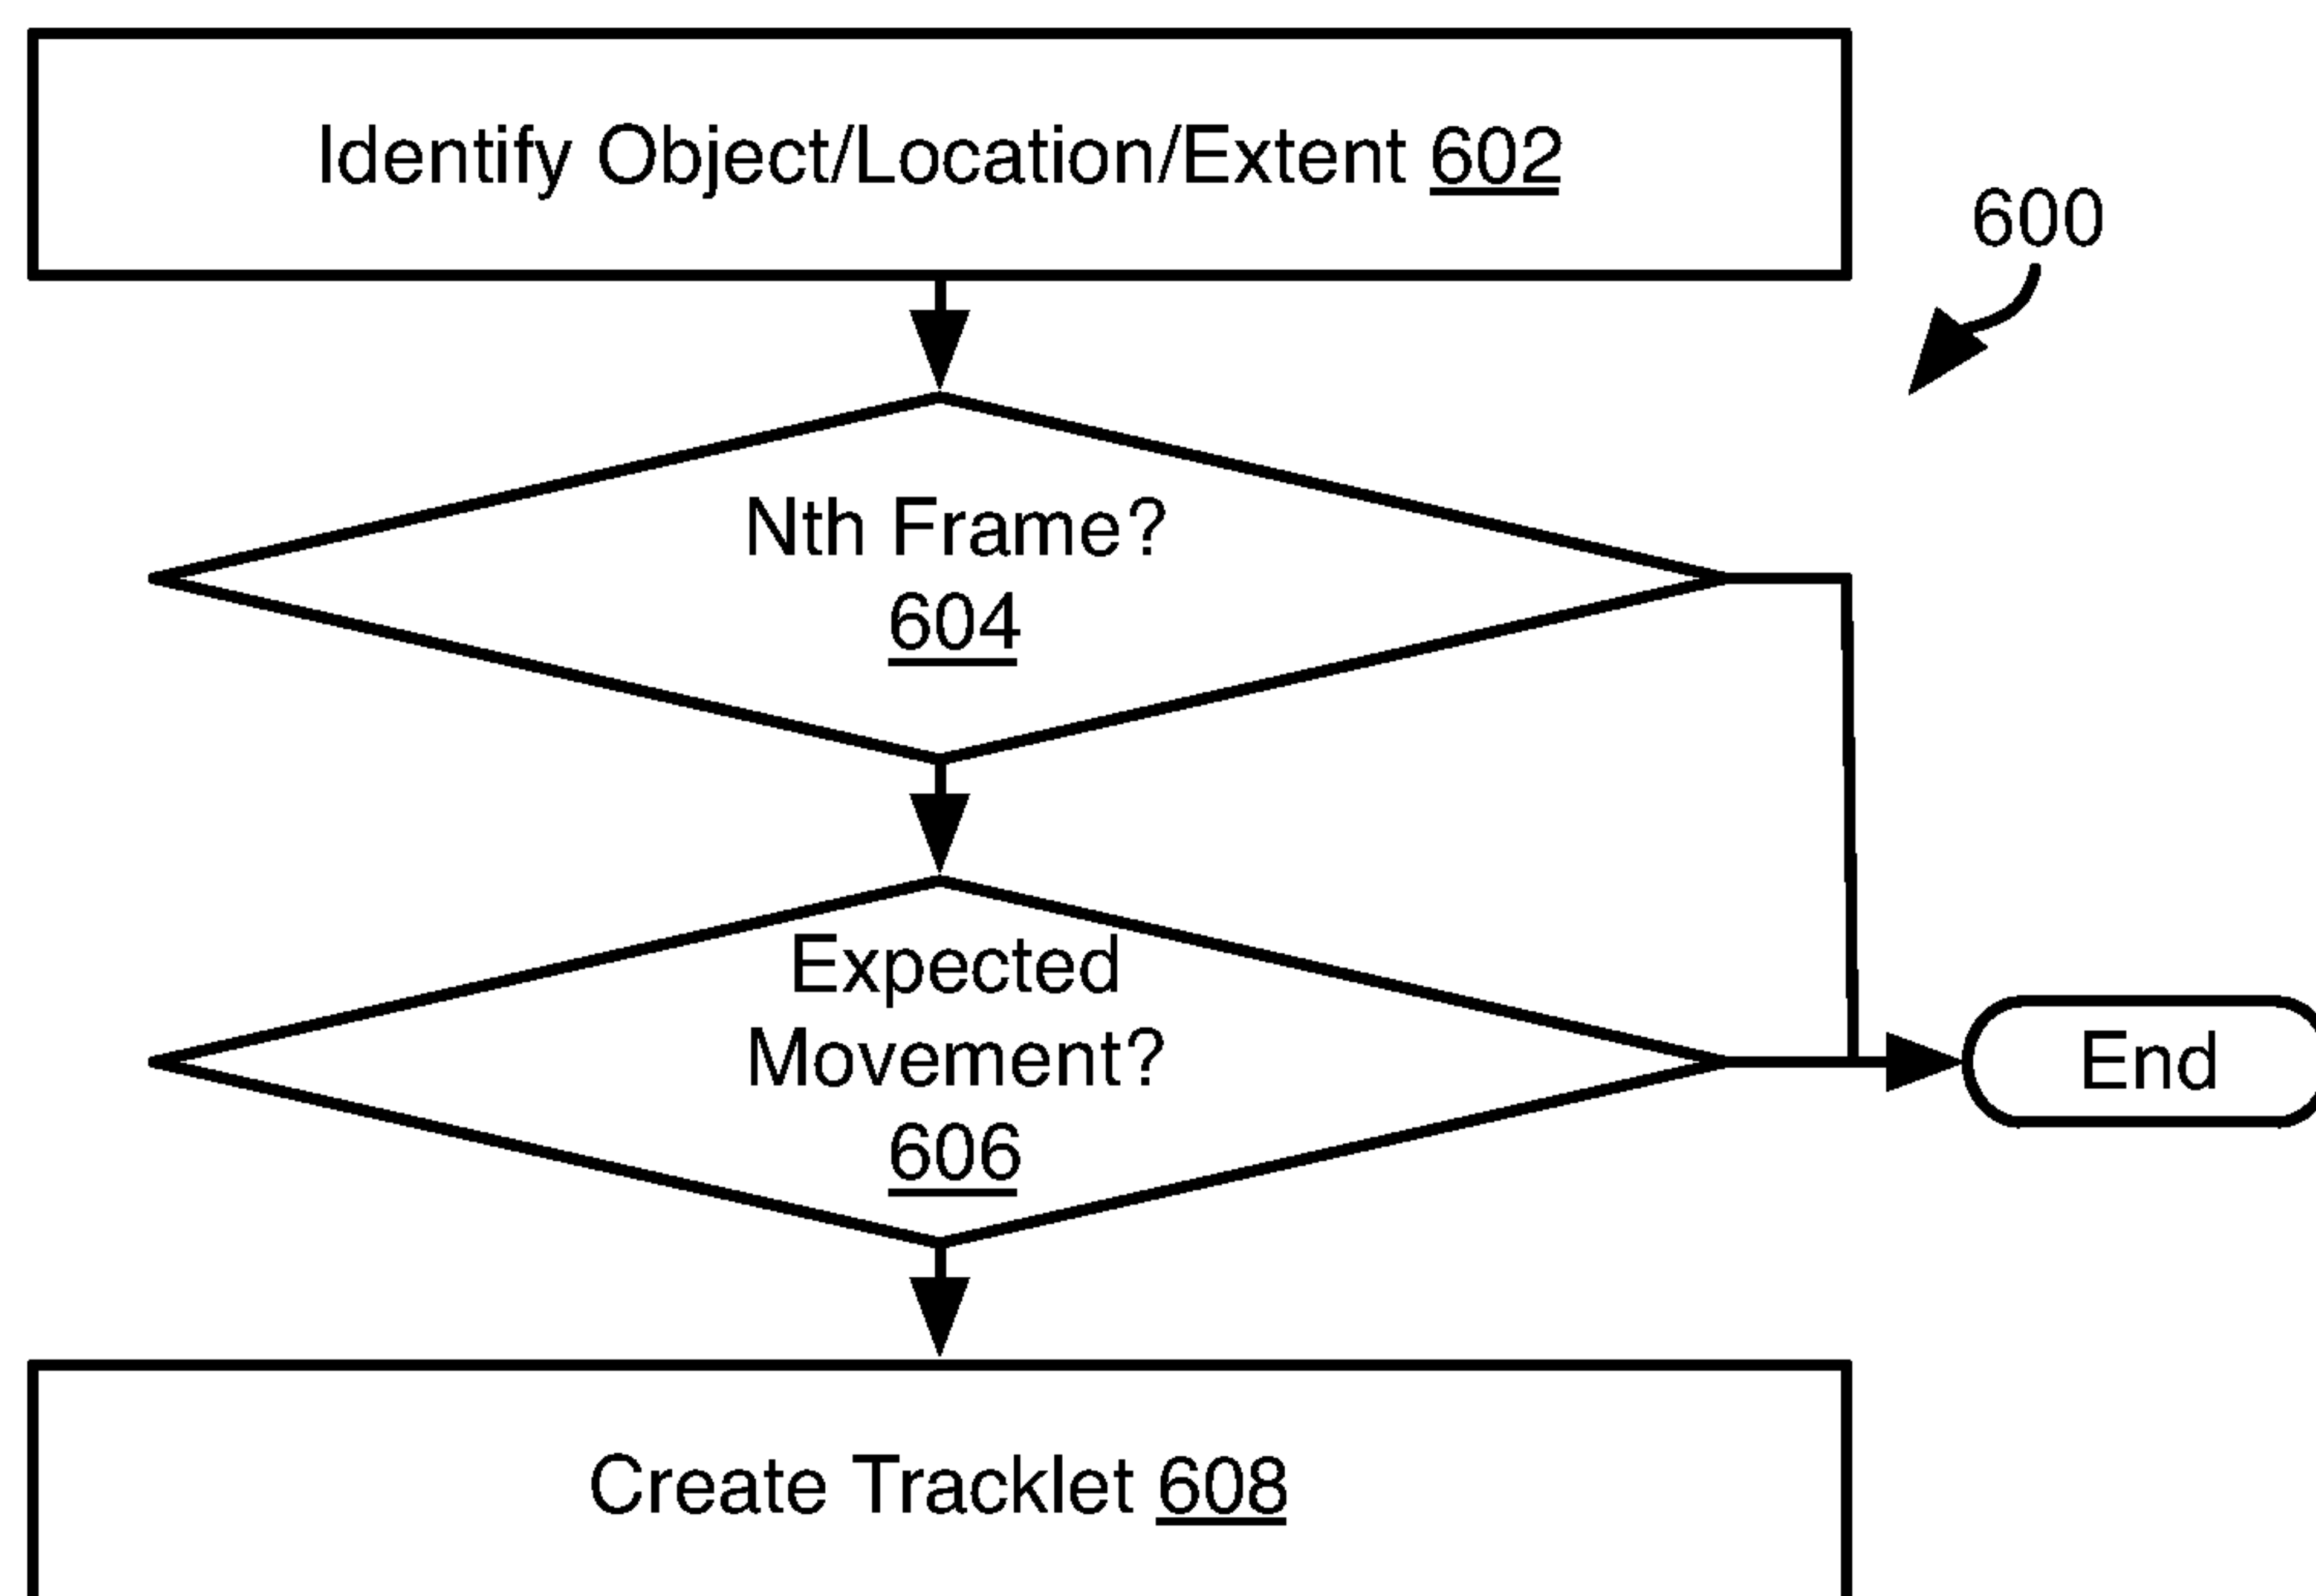 Identify Object/Location/Extent 602
600
Nth Frame?
604
Expected
Movement?
606
End
Create Tracklet 608